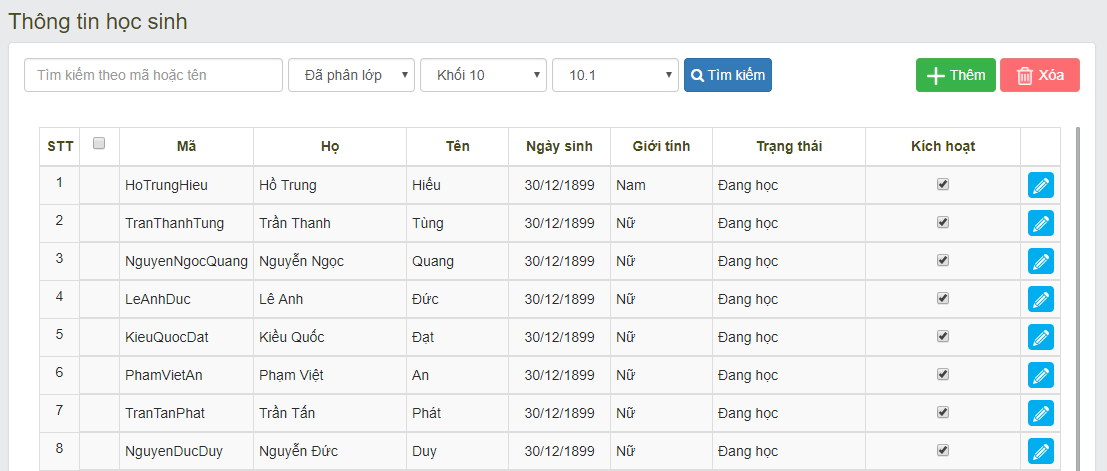 Thông tin học sinh
Tìm kiếm theo mã hoặc tên Đã phân lớp Khối 10 10.1 Tìm kiếm Thêm Xóa
STT Mã Họ Tên Ngày sinh Giới tính Trạng thái Kích hoạt
1 HoTrungHieu Hồ Trung Hiếu 30/12/1899 Nam Đang học
2 TranThanhTung Trần Thanh Tùng 30/12/1899 Nữ Đang học
3 NguyenNgocQuang Nguyễn Ngọc Quang 30/12/1899 Nữ Đang học
4 LeAnhDuc Lê Anh Đức 30/12/1899 Nữ Đang học
5 KieuQuocDat Kiều Quốc Đạt 30/12/1899 Nữ Đang học
6 PhamVietAn Phạm Việt An 30/12/1899 Nữ Đang học
7 TranTanPhat Trần Tấn Phát 30/12/1899 Nữ Đang học
8 NguyenDucDuy Nguyễn Đức Duy 30/12/1899 Nữ Đang học